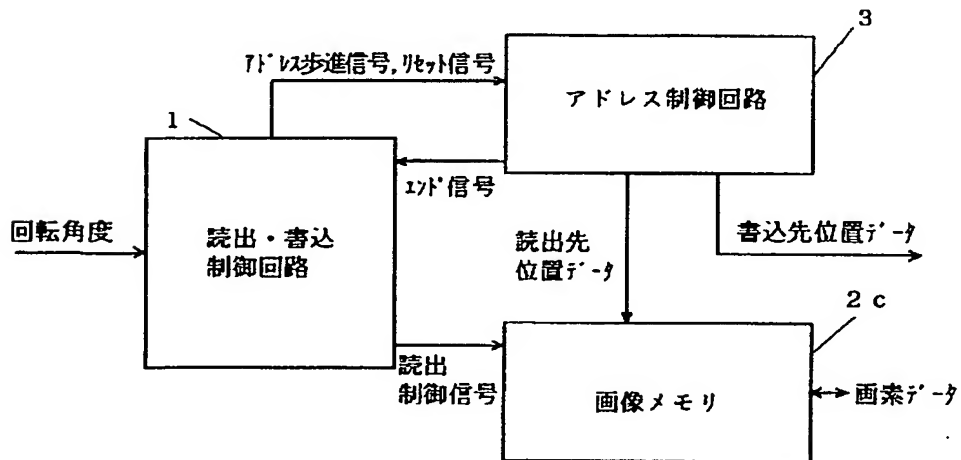 3
アドレス歩進信号,リセット信号
アドレス制御回路
1
エンド信号
回転角度
読出・書込
制御回路
読出先
位置データ
書込先位置データ
2c
読出
制御信号
画像メモリ
画素データ